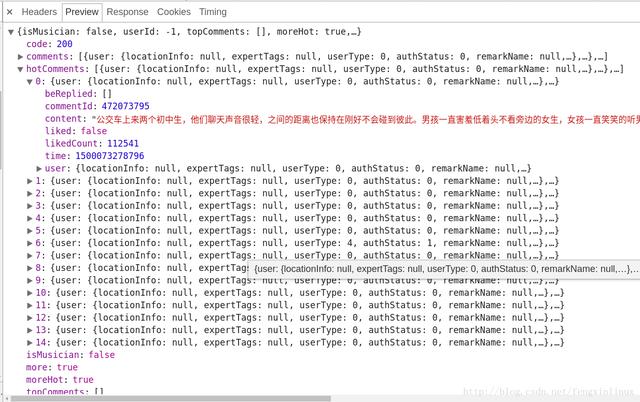 × Headers Preview Response Cookies Timing
▼{isMusician: false, userId: -1, topComments: [], moreHot: true,…}
code: 200
▶comments: [{user: {locationInfo: null, expertTags: null, userType: 0, authStatus: 0, remarkName: null,…},…},…]
▼hotComments: [{user: {locationInfo: null, expertTags: null, userType: 0, authStatus: 0, remarkName: null,…},…},…]
▼0: {user: {locationInfo: null, expertTags: null, userType: 0, authStatus: 0, remarkName: null,…},…}
beReplied: []
commentId: 472073795
content: "公交车上来两个初中生，他们聊天声音很轻，之间的距离也保持在刚好不会碰到彼此。男孩一直害羞低着头不看旁边的女生，女孩一直笑笑的听男
liked: false
likedCount: 112541
time: 1500073278796
▶user: {locationInfo: null, expertTags: null, userType: 0, authStatus: 0, remarkName: null,…}
▶1: {user: {locationInfo: null, expertTags: null, userType: 0, authStatus: 0, remarkName: null,…},…}
▶2: {user: {locationInfo: null, expertTags: null, userType: 0, authStatus: 0, remarkName: null,…},…}
▶3: {user: {locationInfo: null, expertTags: null, userType: 0, authStatus: 0, remarkName: null,…},…}
▶4: {user: {locationInfo: null, expertTags: null, userType: 0, authStatus: 0, remarkName: null,…},…}
▶5: {user: {locationInfo: null, expertTags: null, userType: 0, authStatus: 0, remarkName: null,…},…}
▶6: {user: {locationInfo: null, expertTags: null, userType: 4, authStatus: 1, remarkName: null,…},…}
▶7: {user: {locationInfo: null, expertTags: null, userType: 0, authStatus: 0, remarkName: null,…},…}
▶8: {user: {locationInfo: null, expertTag {user: {locationInfo: null, expertTags: null, userType: 0, authStatus: 0, remarkName: null,…},…
▶9: {user: {locationInfo: null, expertTags: null, userType: 0, authStatus: 0, remarkName: null,…},…}
▶10: {user: {locationInfo: null, expertTags: null, userType: 0, authStatus: 0, remarkName: null,…},…}
▶11: {user: {locationInfo: null, expertTags: null, userType: 0, authStatus: 0, remarkName: null,…},…}
▶12: {user: {locationInfo: null, expertTags: null, userType: 0, authStatus: 0, remarkName: null,…},…}
▶13: {user: {locationInfo: null, expertTags: null, userType: 0, authStatus: 0, remarkName: null,…},…}
▶14: {user: {locationInfo: null, expertTags: null, userType: 0, authStatus: 0, remarkName: null,…},…}
isMusician: false
more: true
moreHot: true
topComments: []
http://blog.csdn.net/fengxinlinux